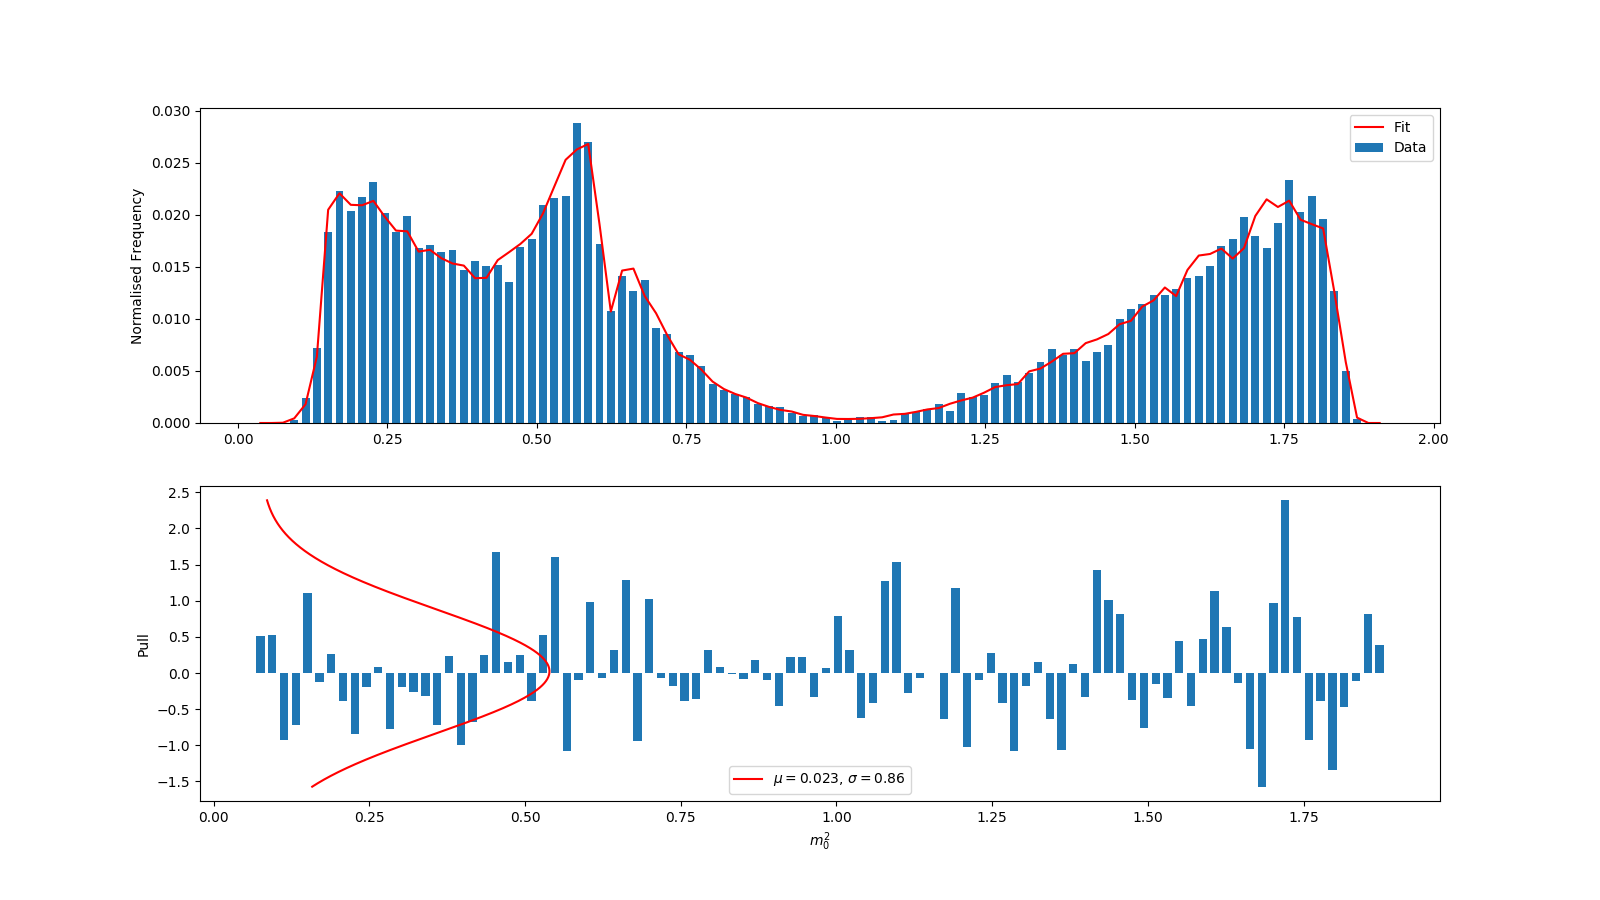 0.030
0.025
0.020
0.015
0.010
0.005
0.000
Normalised Frequency
Fit
Data
0.00 0.25 0.50 0.75 1.00 1.25 1.50 1.75 2.00
2.5
2.0
1.5
1.0
0.5
0.0
−0.5
−1.0
−1.5
Pull
μ = 0.023, σ = 0.86
0.00 0.25 0.50 0.75 1.00 1.25 1.50 1.75
m₀²